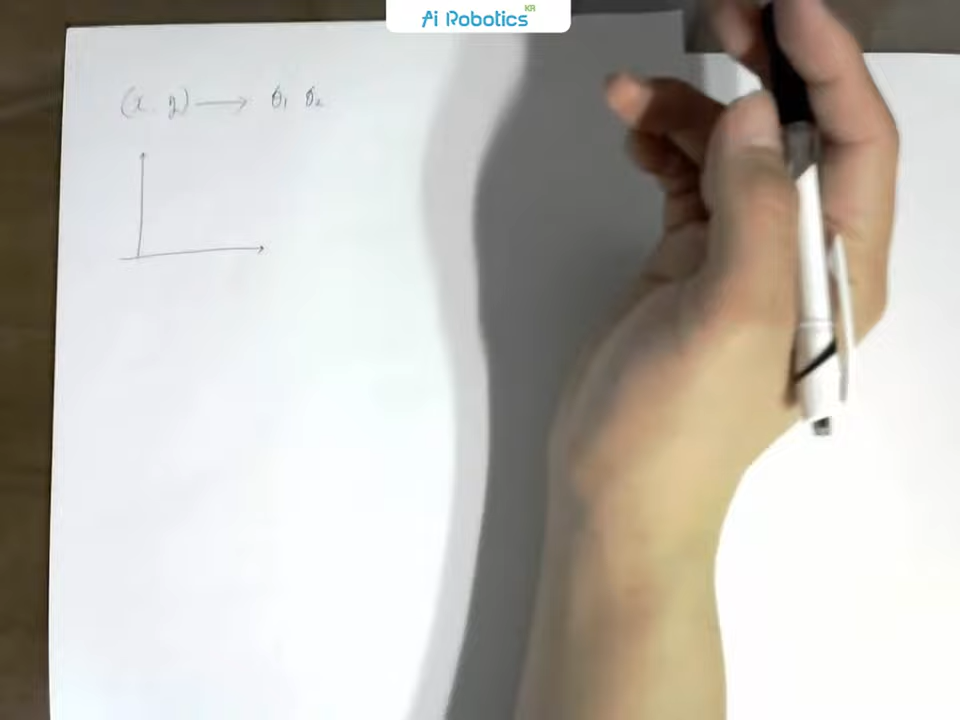 Ai Robotics KR
(x, y) → θ₁ θ₂